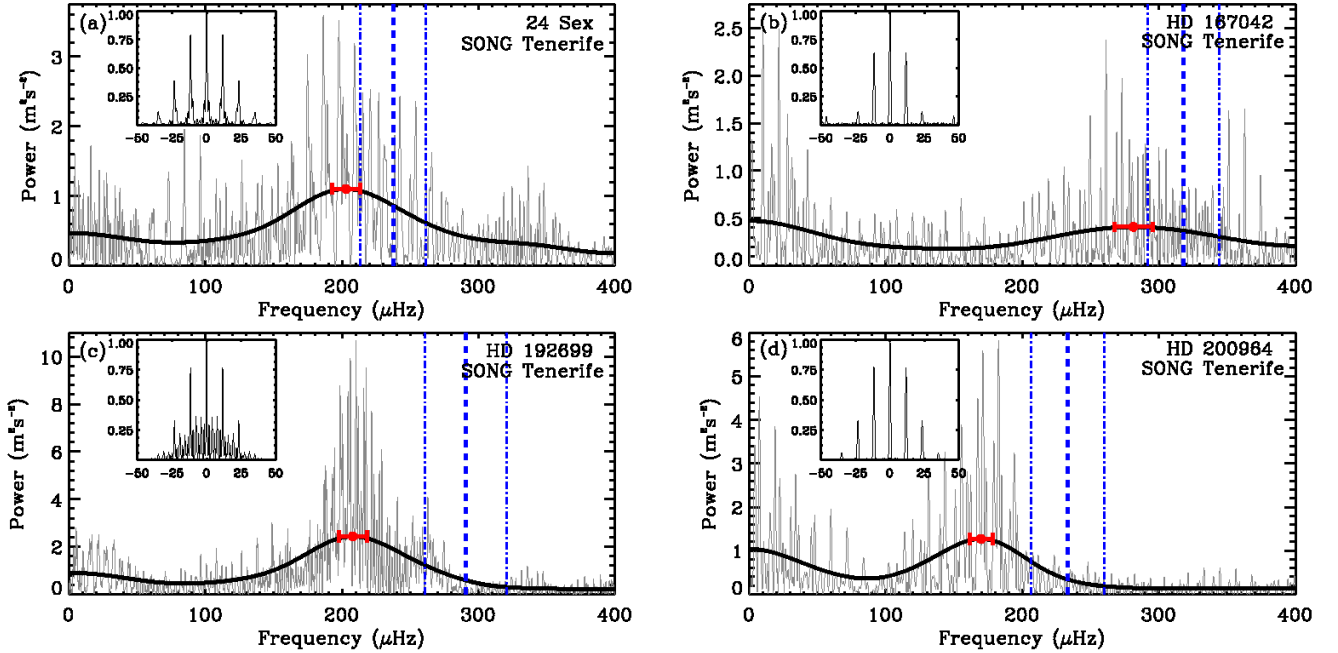 (a)
24 Sex
SONG Tenerife
1.00
0.75
0.50
0.25
-50 -25 0 25 50
3
2
1
0
Power (m²s⁻²)
0 100 200 300 400
Frequency (μHz)
(b)
HD 167042
SONG Tenerife
1.00
0.75
0.50
0.25
-50 -25 0 25 50
2.5
2.0
1.5
1.0
0.5
0.0
Power (m²s⁻²)
0 100 200 300 400
Frequency (μHz)
(c)
HD 192699
SONG Tenerife
1.00
0.75
0.50
0.25
-50 -25 0 25 50
10
8
6
4
2
0
Power (m²s⁻²)
0 100 200 300 400
Frequency (μHz)
(d)
HD 200964
SONG Tenerife
1.00
0.75
0.50
0.25
-50 -25 0 25 50
6
5
4
3
2
1
0
Power (m²s⁻²)
0 100 200 300 400
Frequency (μHz)